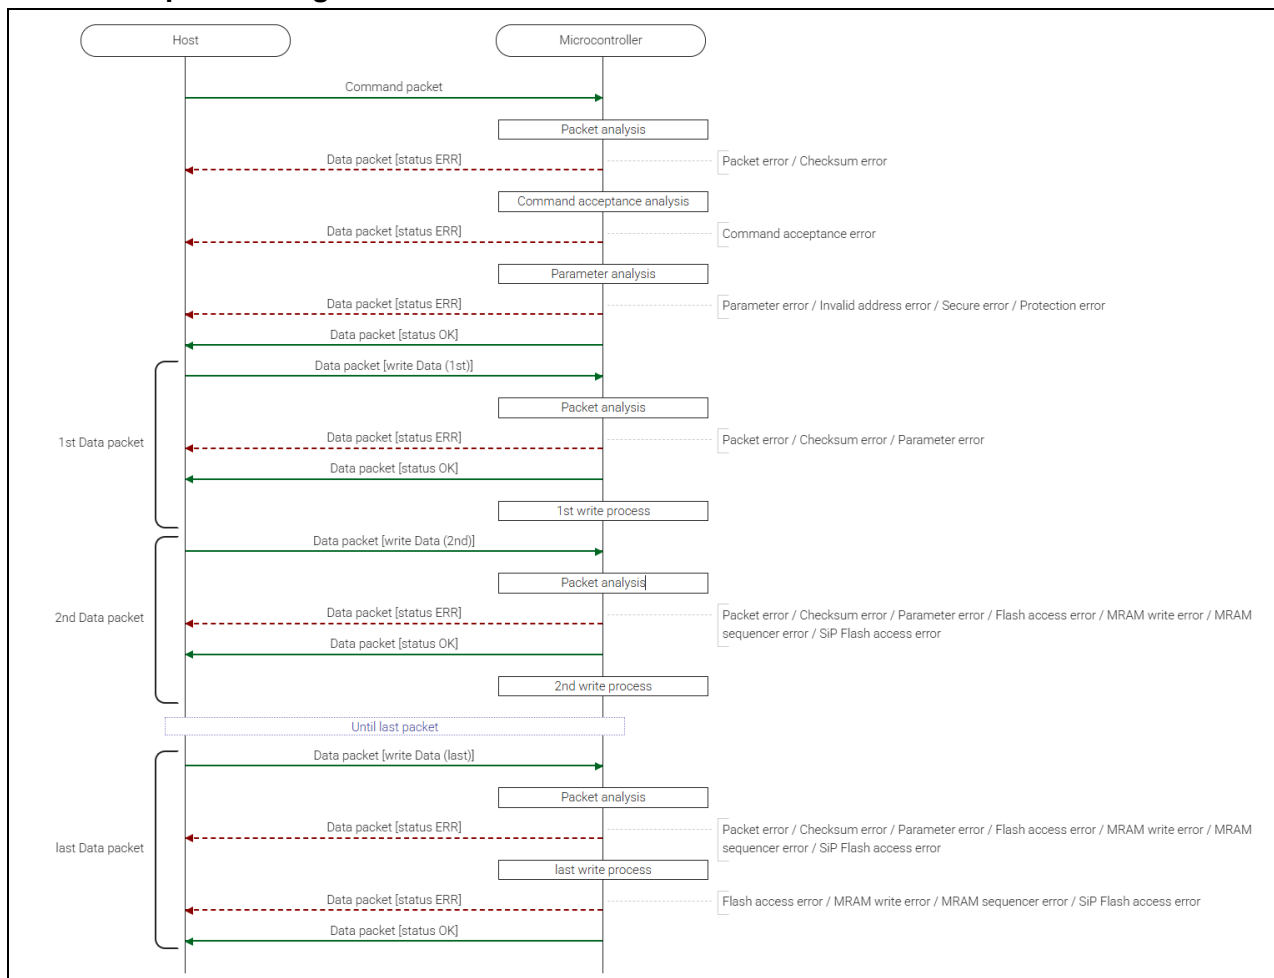 Host
Microcontroller
Command packet
Packet analysis
Data packet [status ERR]
Packet error / Checksum error
Command acceptance analysis
Data packet [status ERR]
Command acceptance error
Parameter analysis
Data packet [status ERR]
Parameter error / Invalid address error / Secure error / Protection error
Data packet [status OK]
Data packet [write Data (1st)]
Packet analysis
1st Data packet
Data packet [status ERR]
Packet error / Checksum error / Parameter error
Data packet [status OK]
1st write process
Data packet [write Data (2nd)]
Packet analysis
2nd Data packet
Data packet [status ERR]
Packet error / Checksum error / Parameter error / Flash access error / MRAM write error / MRAM
sequencer error / SiP Flash access error
Data packet [status OK]
2nd write process
Until last packet
Data packet [write Data (last)]
Packet analysis
last Data packet
Data packet [status ERR]
Packet error / Checksum error / Parameter error / Flash access error / MRAM write error / MRAM
sequencer error / SiP Flash access error
last write process
Data packet [status ERR]
Flash access error / MRAM write error / MRAM sequencer error / SiP Flash access error
Data packet [status OK]